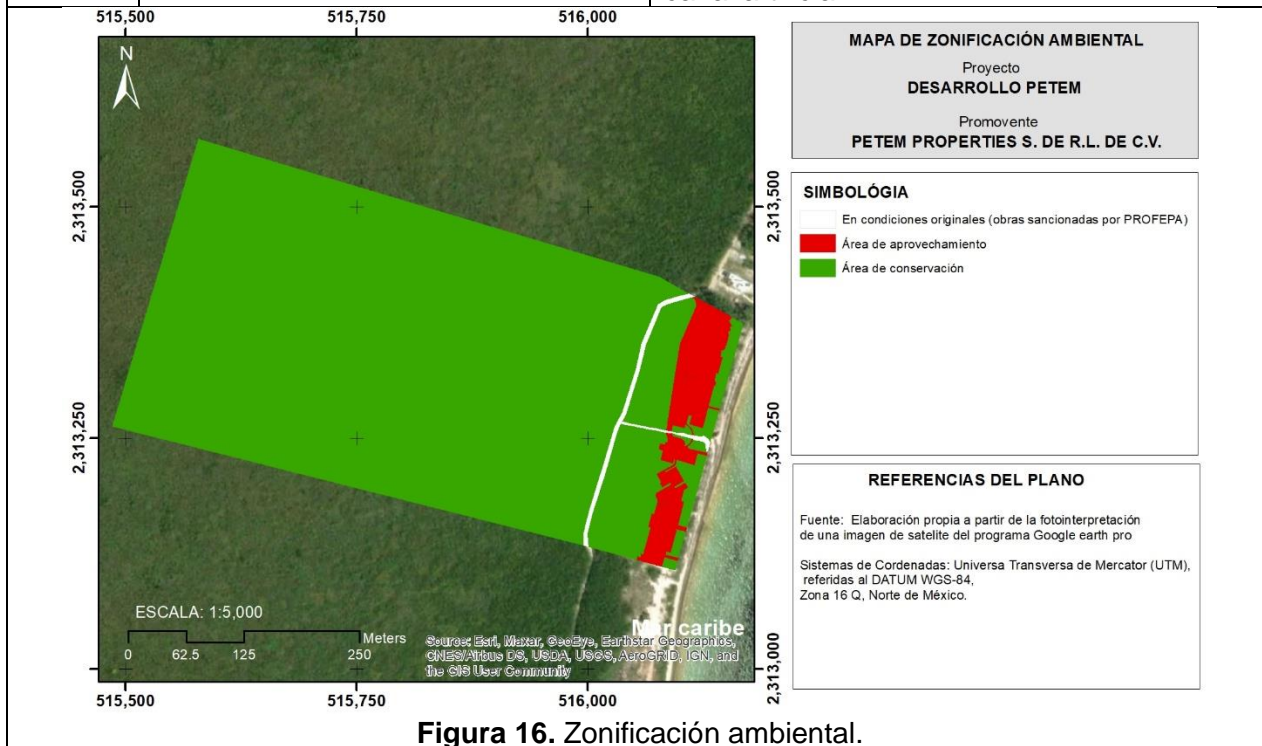 515,500
515,750
516,000
N
2,313,500
2,313,250
2,313,500
2,313,250
2,313,000
ESCALA: 1:5,000
Meters
0 62.5 125 250
Mar caribe
Source: Esri, Maxar, GeoEye, Earthstar Geographics,
CNES/Airbus DS, USDA, USGS, AeroGRID, IGN, and
the GIS User Community
515,500
515,750
516,000
MAPA DE ZONIFICACIÓN AMBIENTAL
Proyecto
DESARROLLO PETEM
Promovente
PETEM PROPERTIES S. DE R.L. DE C.V.
SIMBOLÓGIA
En condiciones originales (obras sancionadas por PROFEPA)
Área de aprovechamiento
Área de conservación
REFERENCIAS DEL PLANO
Fuente: Elaboración propia a partir de la fotointerpretación
de una imagen de satelite del programa Google earth pro
Sistemas de Cordenadas: Universa Transversa de Mercator (UTM),
referidas al DATUM WGS-84,
Zona 16 Q, Norte de México.
Figura 16. Zonificación ambiental.